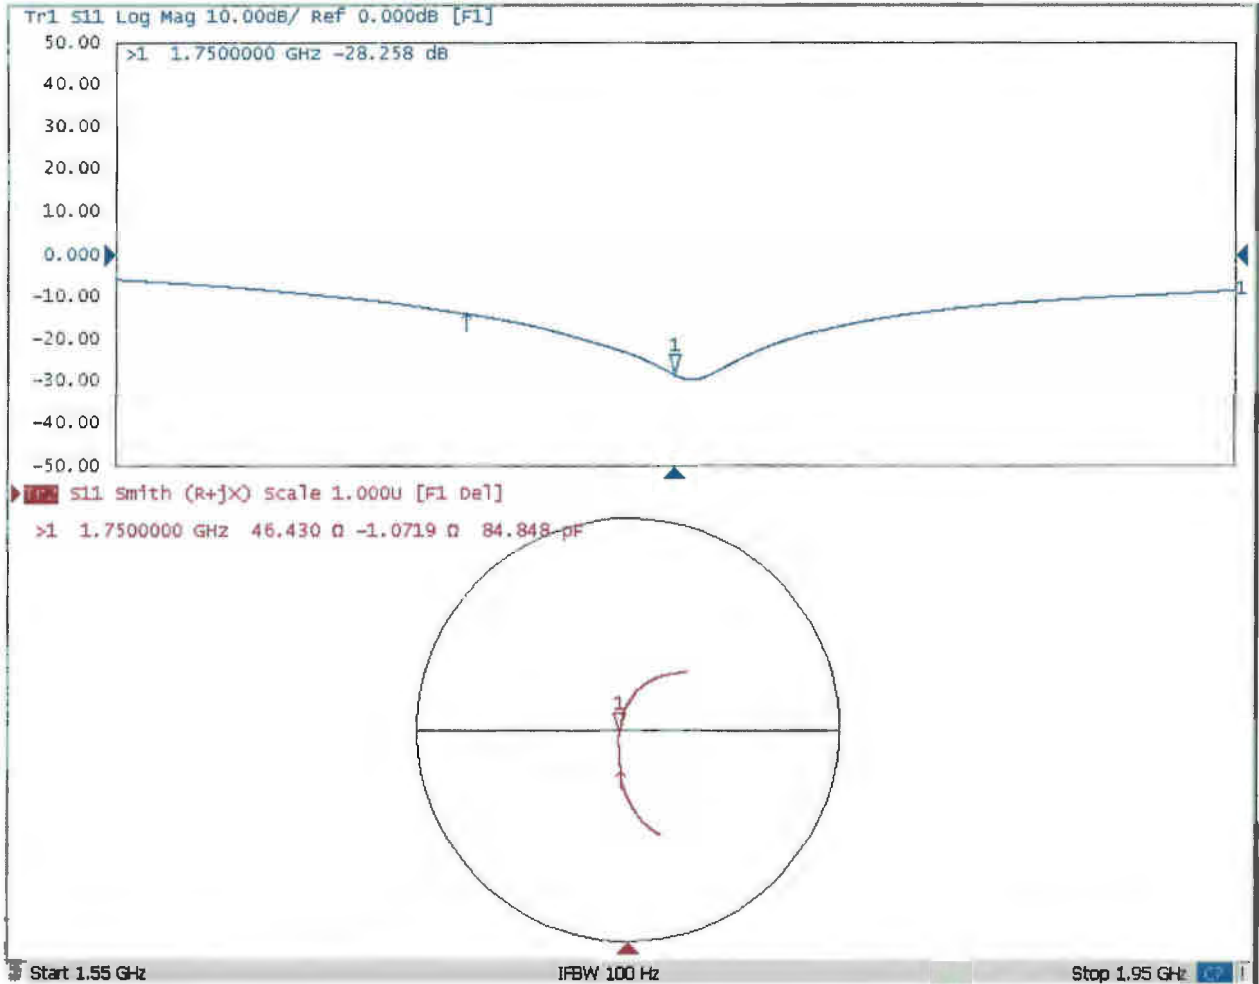 Tr1 S11 Log Mag 10.00dB/ Ref 0.000dB [F1]
50.00
>1 1.7500000 GHz -28.258 dB
40.00
30.00
20.00
10.00
0.000
-10.00
1
-20.00
1
-30.00
-40.00
-50.00
S11 Smith (R+jX) Scale 1.000U [F1 Del]
>1 1.7500000 GHz 46.430 Ω -1.0719 Ω 84.848 pF
1
Start 1.55 GHz IFBW 100 Hz Stop 1.95 GHz